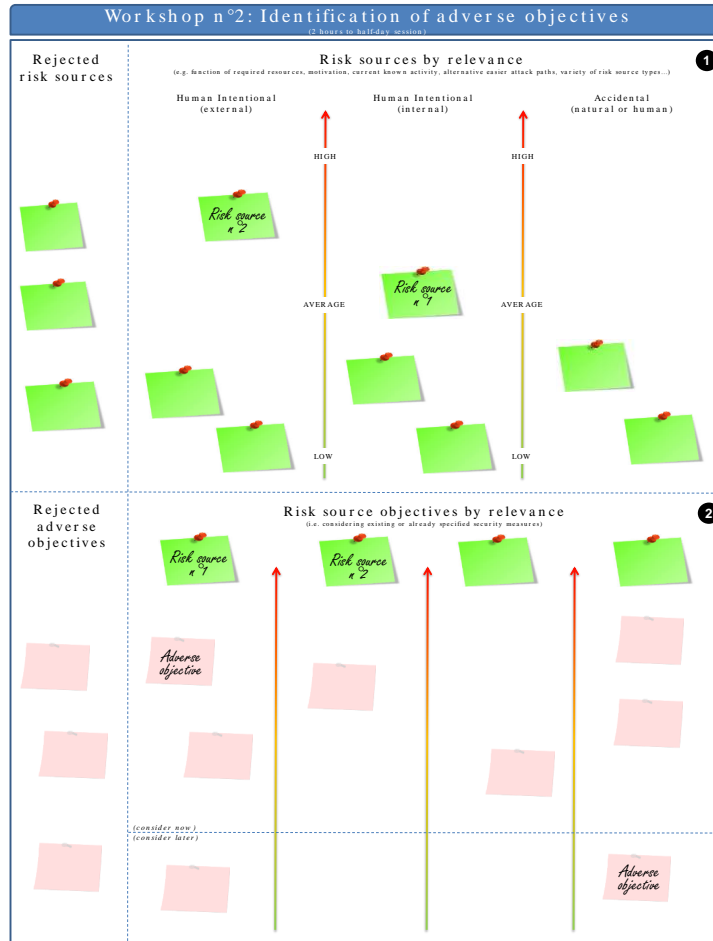 Workshop n°2: Identification of adverse objectives
(2 hours to half-day session)
Rejected
risk sources
Risk sources by relevance
1
(e.g. function of required resources, motivation, current known activity, alternative easier attack paths, variety of risk source types...)
Human Intentional
(external)
Human Intentional
(internal)
Accidental
(natural or human)
HIGH
HIGH
Risk source
n°2
Risk source
n°1
AVERAGE
AVERAGE
LOW
LOW
Rejected
adverse
objectives
Risk source objectives by relevance
2
(i.e. considering existing or already specified security measures)
Risk source
n°1
Risk source
n°2
Adverse
objective
(consider now)
(consider later)
Adverse
objective